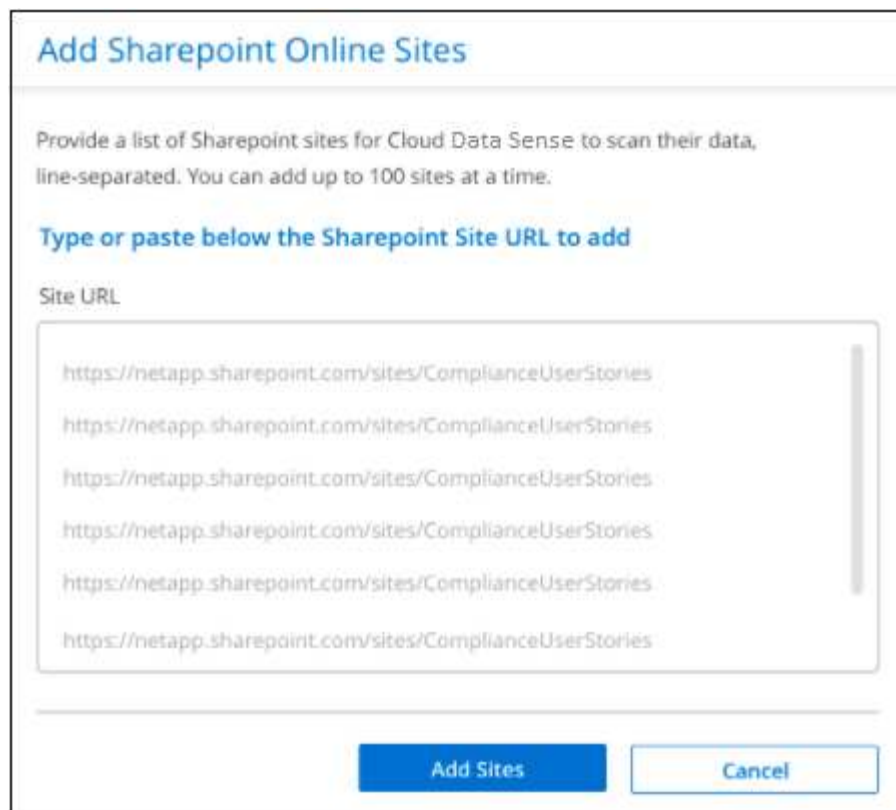 Add Sharepoint Online Sites
Provide a list of Sharepoint sites for Cloud Data Sense to scan their data,
line-separated. You can add up to 100 sites at a time.
Type or paste below the Sharepoint Site URL to add
Site URL
https://netapp.sharepoint.com/sites/ComplianceUserStories
https://netapp.sharepoint.com/sites/ComplianceUserStories
https://netapp.sharepoint.com/sites/ComplianceUserStories
https://netapp.sharepoint.com/sites/ComplianceUserStories
https://netapp.sharepoint.com/sites/ComplianceUserStories
https://netapp.sharepoint.com/sites/ComplianceUserStories
Add Sites Cancel